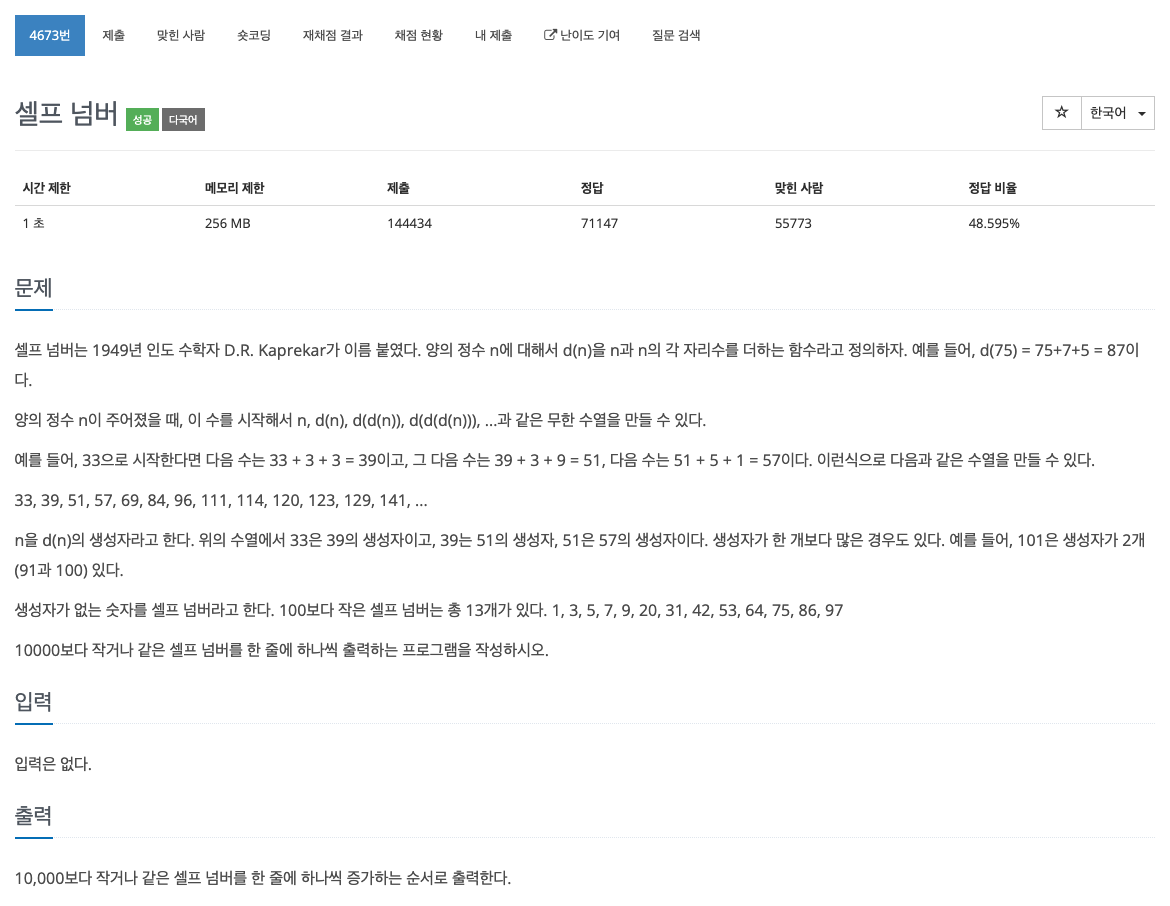 4673번 제출 맞힌 사람 숏코딩 재채점 결과 채점 현황 내 제출 난이도 기여 질문 검색
셀프 넘버 성공 다국어 ☆ 한국어
시간 제한 메모리 제한 제출 정답 맞힌 사람 정답 비율
1 초 256 MB 144434 71147 55773 48.595%
문제
셀프 넘버는 1949년 인도 수학자 D.R. Kaprekar가 이름 붙였다. 양의 정수 n에 대해서 d(n)을 n과 n의 각 자리수를 더하는 함수라고 정의하자. 예를 들어, d(75) = 75+7+5 = 87이
다.
양의 정수 n이 주어졌을 때, 이 수를 시작해서 n, d(n), d(d(n)), d(d(d(n))), ...과 같은 무한 수열을 만들 수 있다.
예를 들어, 33으로 시작한다면 다음 수는 33 + 3 + 3 = 39이고, 그 다음 수는 39 + 3 + 9 = 51, 다음 수는 51 + 5 + 1 = 57이다. 이런식으로 다음과 같은 수열을 만들 수 있다.
33, 39, 51, 57, 69, 84, 96, 111, 114, 120, 123, 129, 141, ...
n을 d(n)의 생성자라고 한다. 위의 수열에서 33은 39의 생성자이고, 39는 51의 생성자, 51은 57의 생성자이다. 생성자가 한 개보다 많은 경우도 있다. 예를 들어, 101은 생성자가 2개
(91과 100) 있다.
생성자가 없는 숫자를 셀프 넘버라고 한다. 100보다 작은 셀프 넘버는 총 13개가 있다. 1, 3, 5, 7, 9, 20, 31, 42, 53, 64, 75, 86, 97
10000보다 작거나 같은 셀프 넘버를 한 줄에 하나씩 출력하는 프로그램을 작성하시오.
입력
입력은 없다.
출력
10,000보다 작거나 같은 셀프 넘버를 한 줄에 하나씩 증가하는 순서로 출력한다.